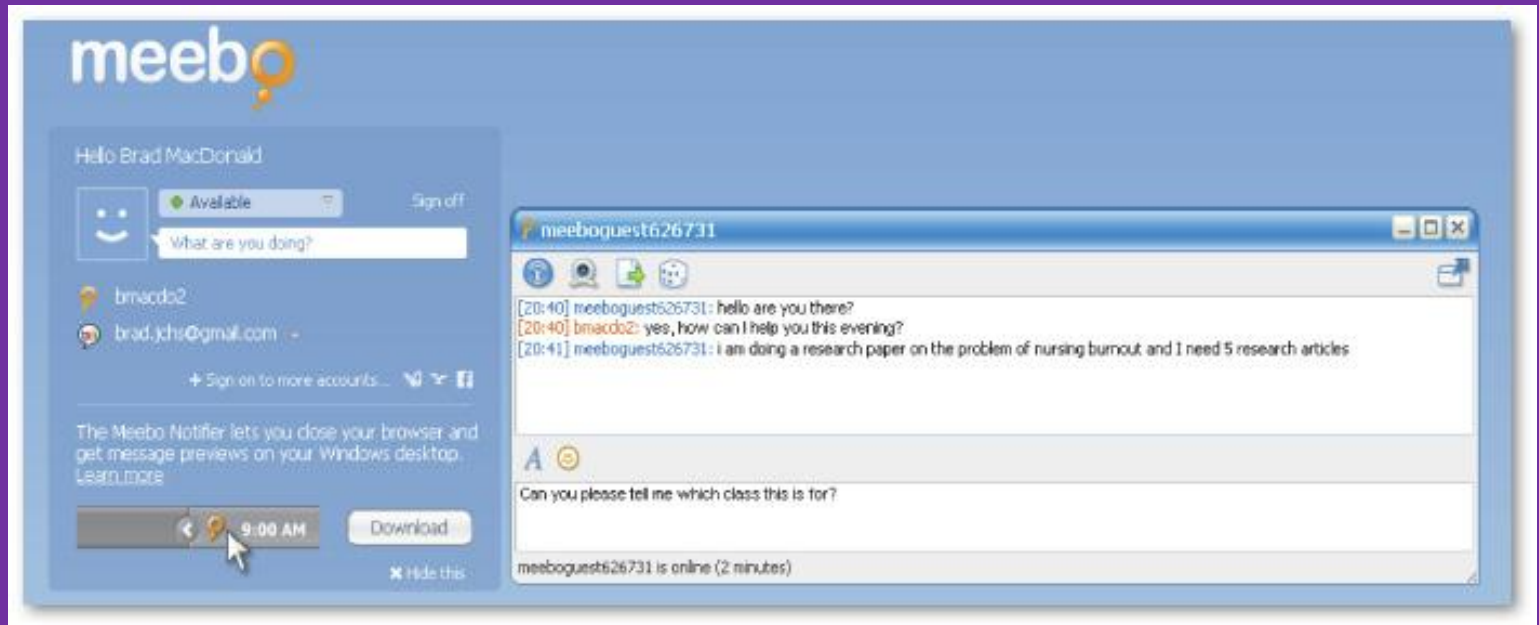 meebo
Hello Brad MacDonald
Available
Sign off
What are you doing?
bmacdo2
brad.jchs@gmail.com
+ Sign on to more accounts...
The Meebo Notifier lets you close your browser and
get message previews on your Windows desktop.
Learn more
9:00 AM
Download
Hide this
meeboguest626731
[20:40] meeboguest626731: hello are you there?
[20:40] bmacdo2: yes, how can I help you this evening?
[20:41] meeboguest626731: i am doing a research paper on the problem of nursing burnout and I need 5 research articles
A
Can you please tell me which class this is for?
meeboguest626731 is online (2 minutes)